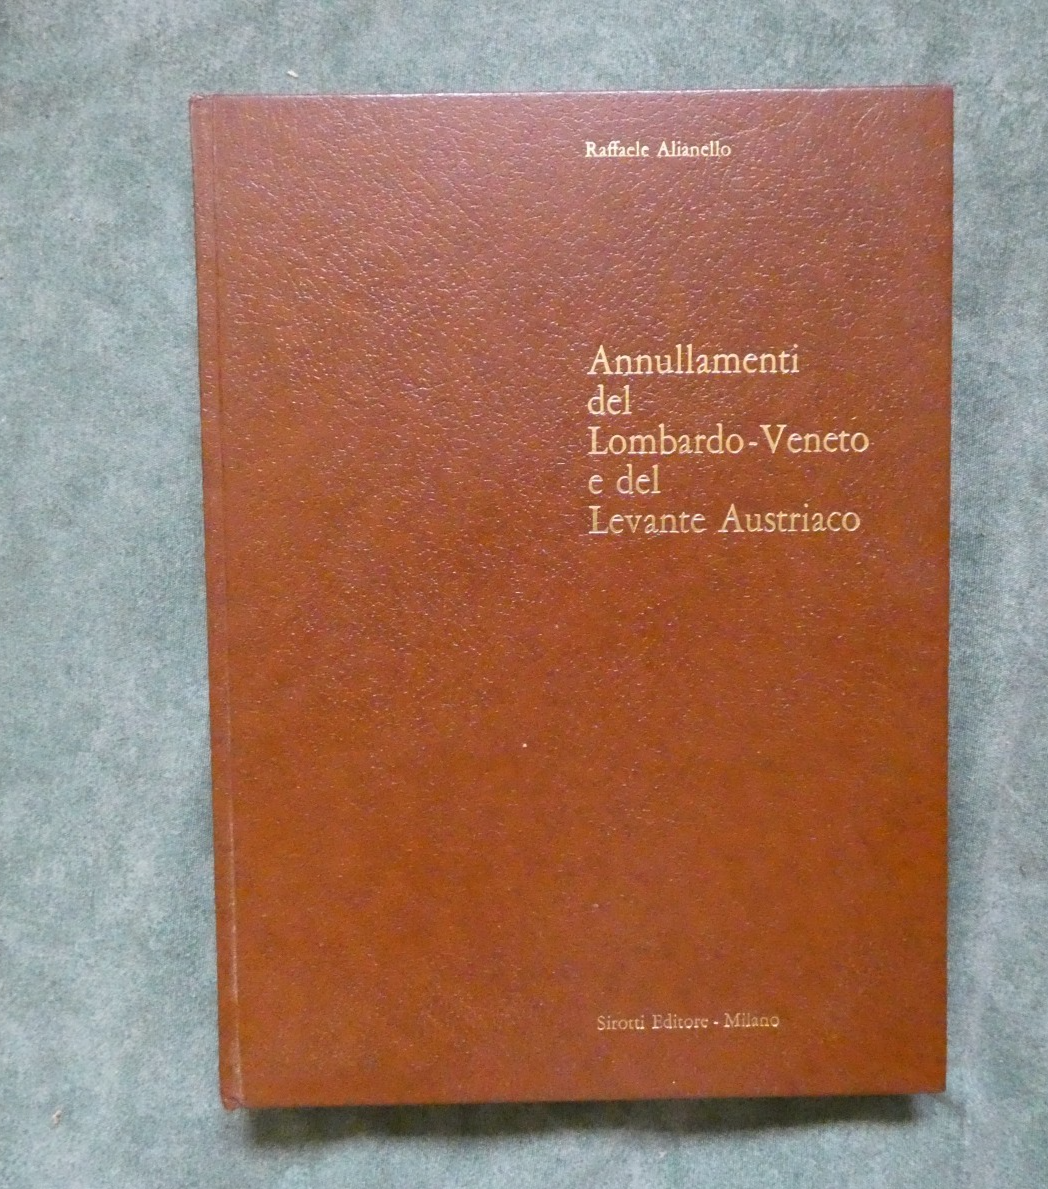 Raffaele Alianello
Annullamenti
del
Lombardo-Veneto
e del
Levante Austriaco
Sirotti Editore - Milano